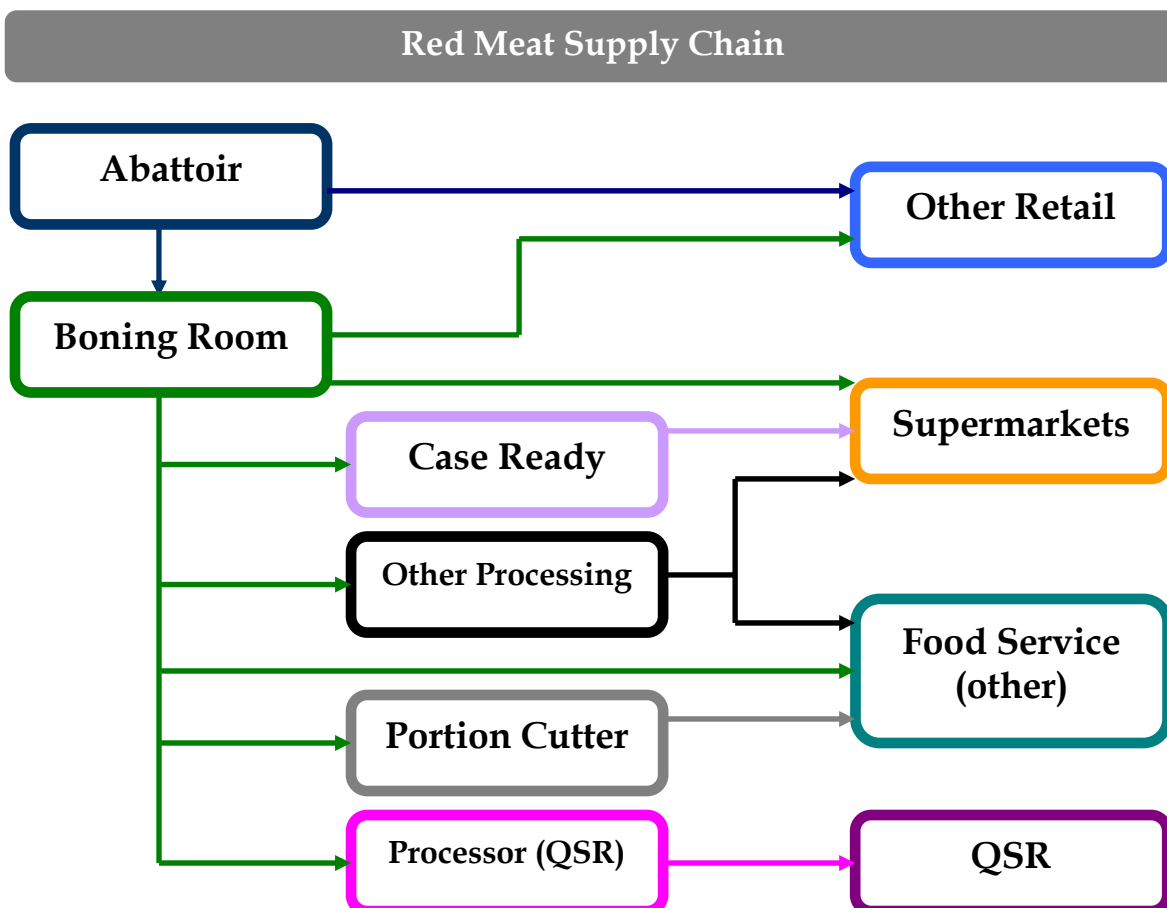 Red Meat Supply Chain
Abattoir
Other Retail
Boning Room
Supermarkets
Case Ready
Other Processing
Food Service
(other)
Portion Cutter
Processor (QSR)
QSR